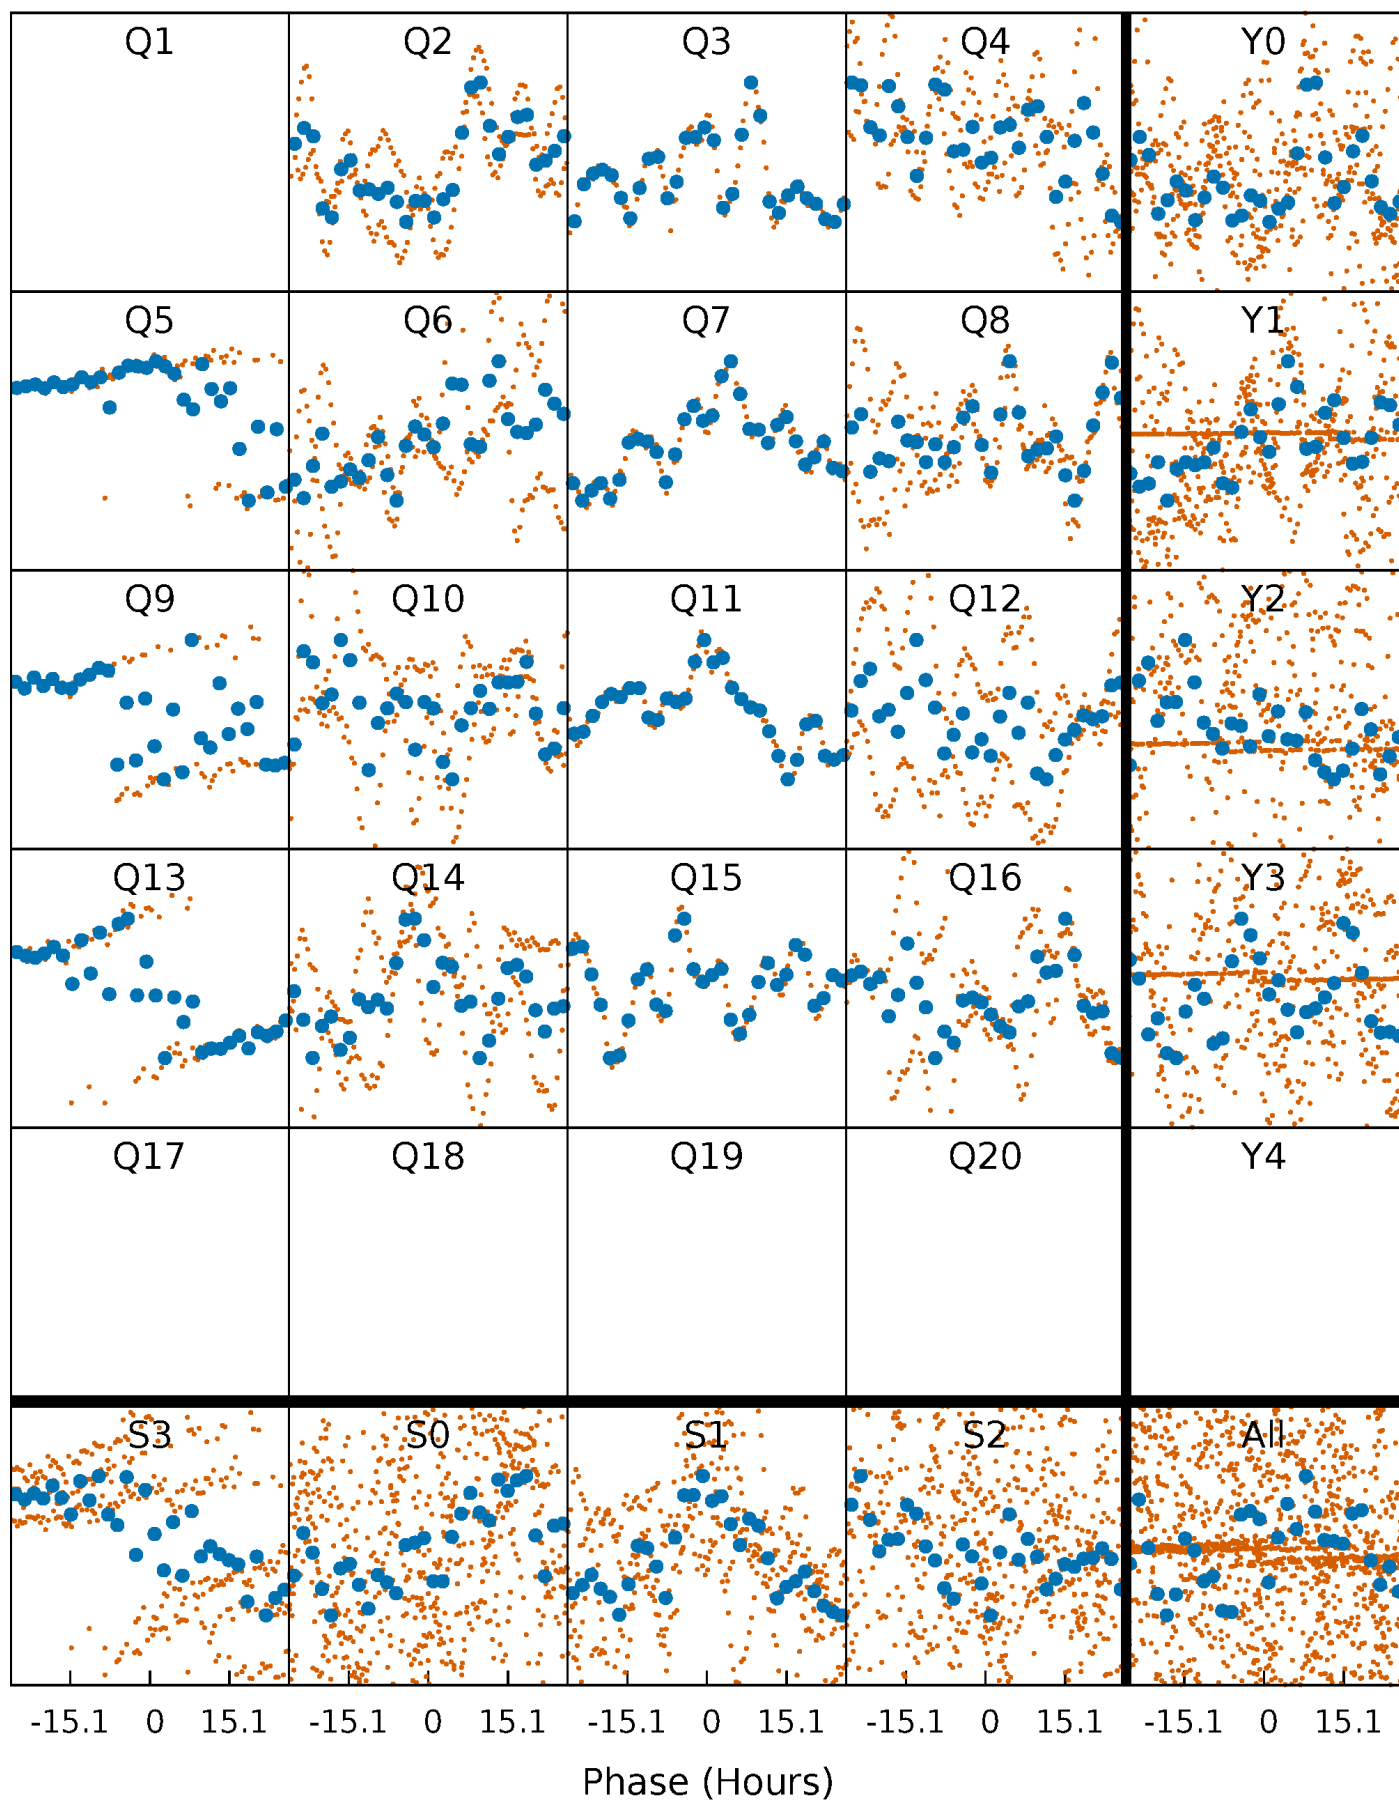 Q1 Q2 Q3 Q4 Y0
Q5 Q6 Q7 Q8 Y1
Q9 Q10 Q11 Q12 Y2
Q13 Q14 Q15 Q16 Y3
Q17 Q18 Q19 Q20 Y4
S3 S0 S1 S2 All
-15.1 0 15.1 -15.1 0 15.1 -15.1 0 15.1 -15.1 0 15.1 -15.1 0 15.1
Phase (Hours)